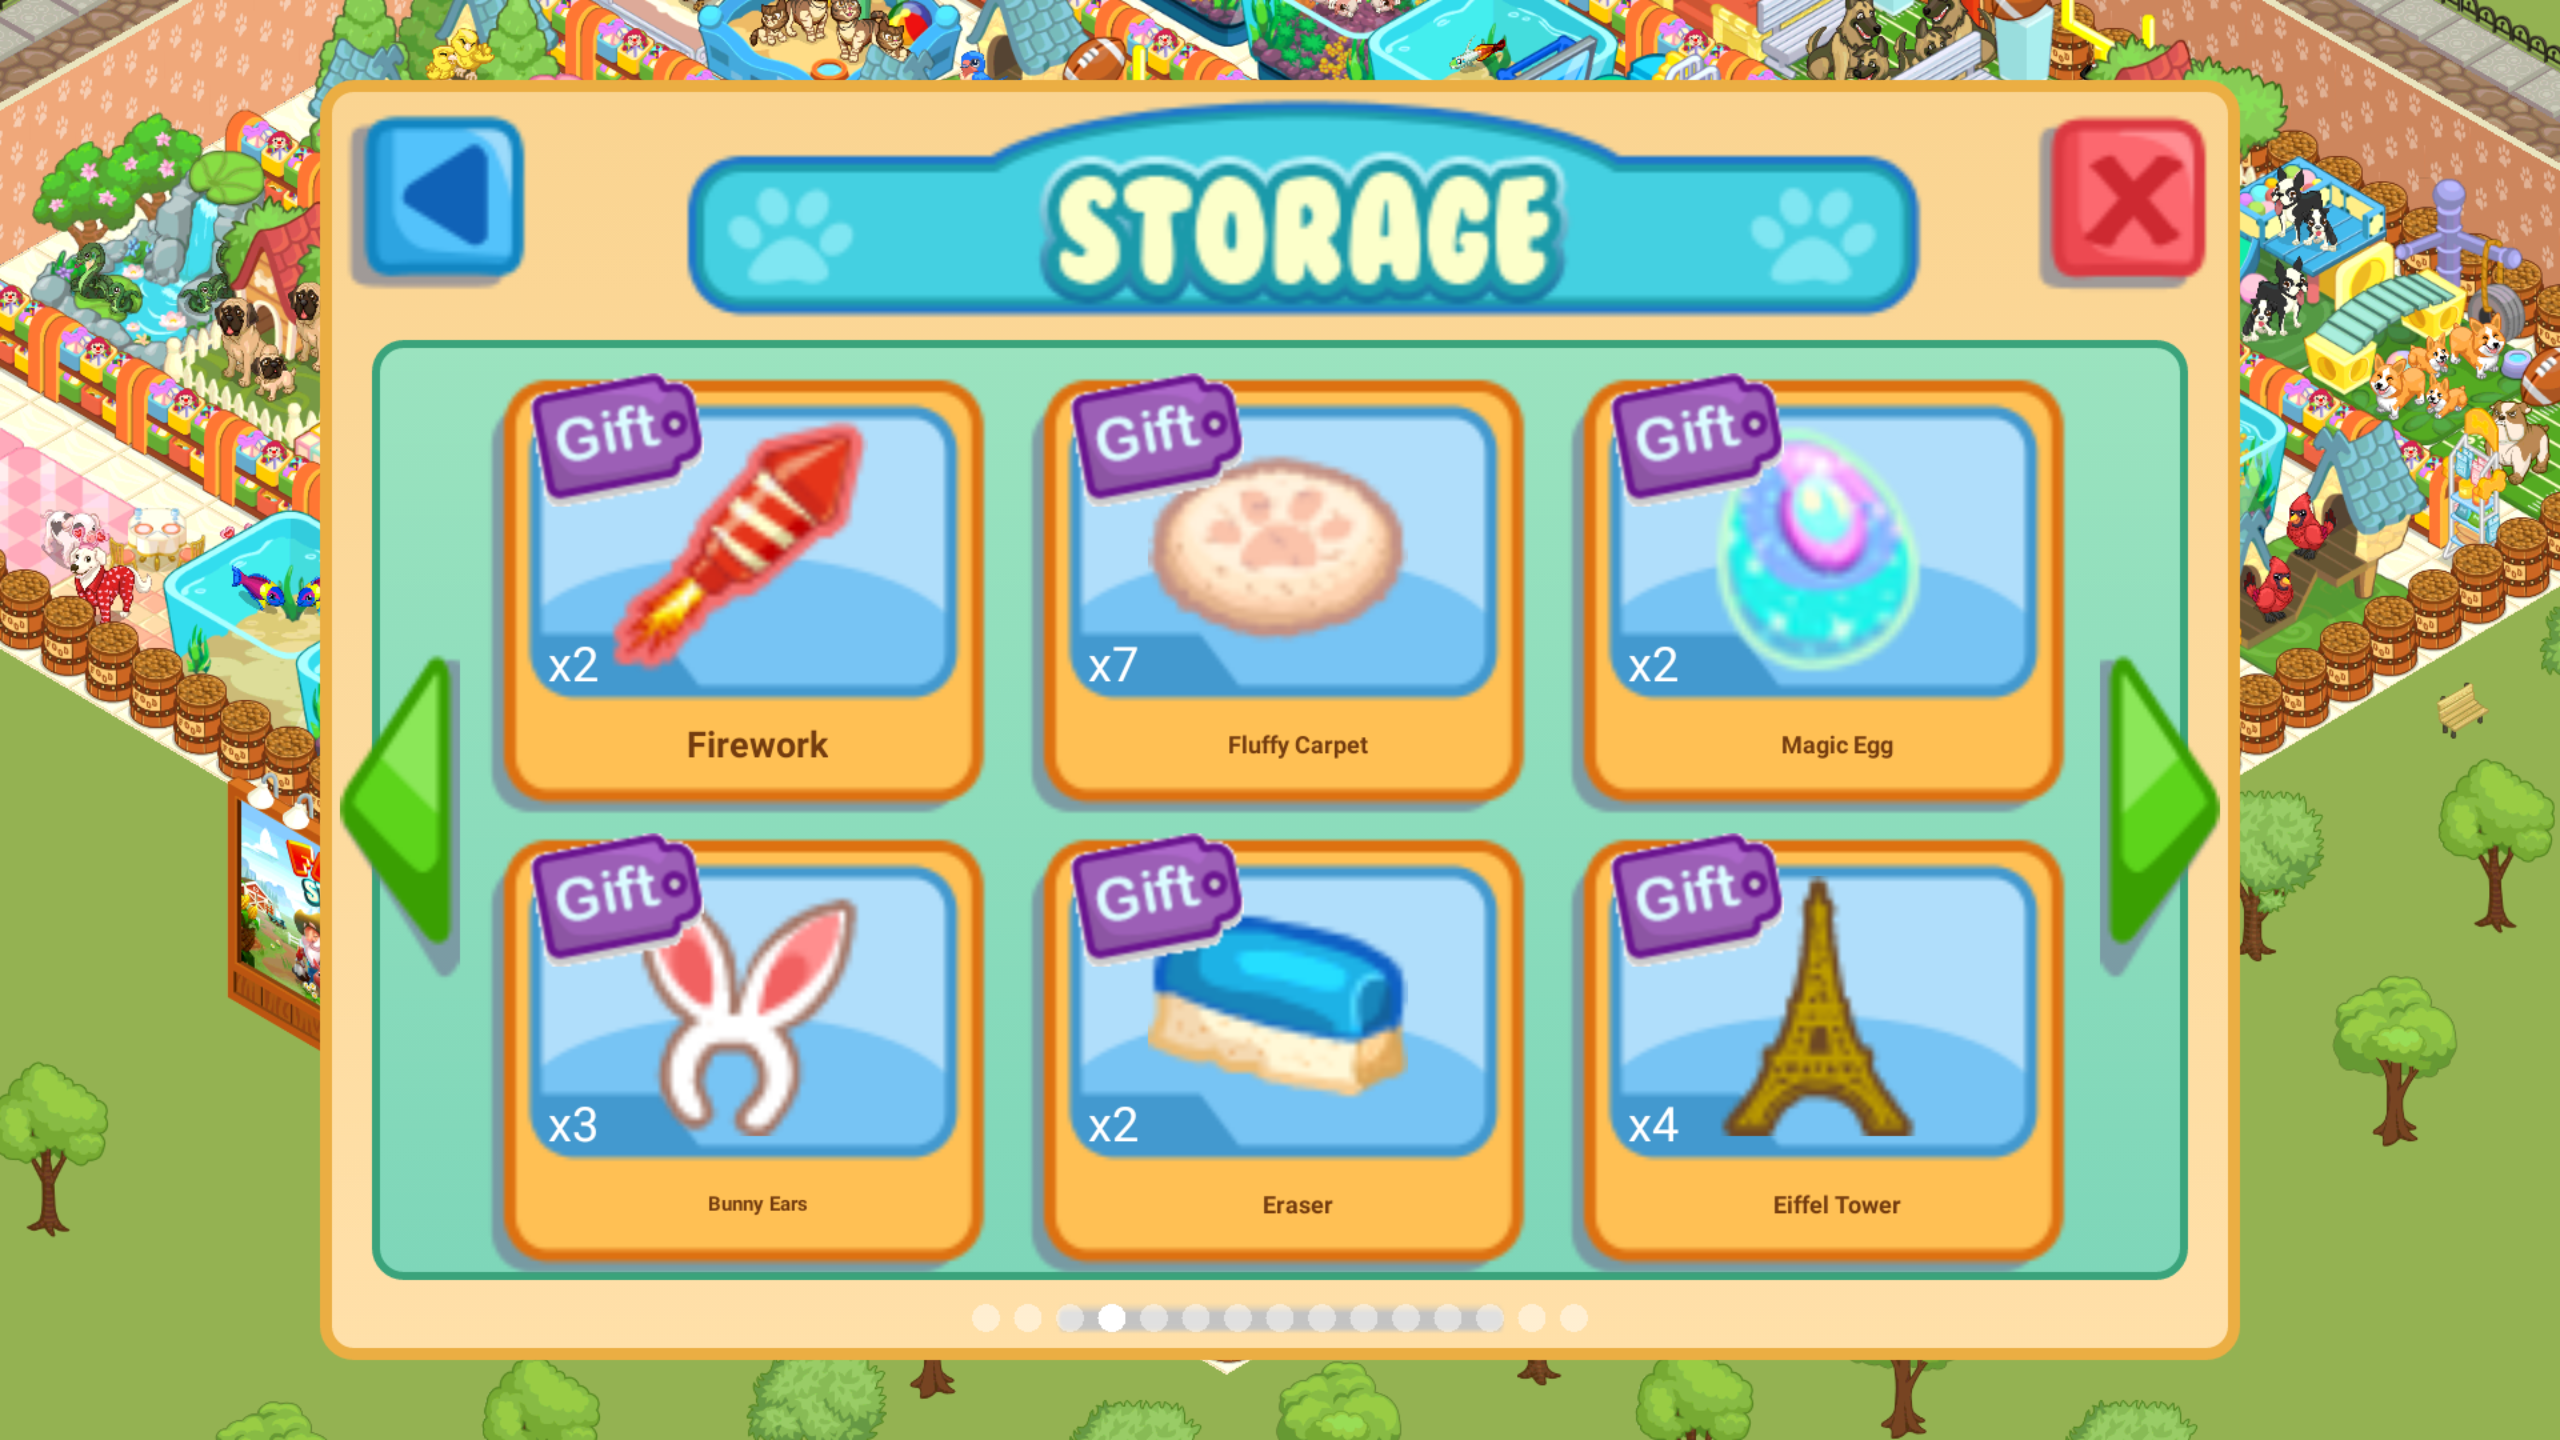 STORAGE
Gift
Gift
Gift
x2
x7
x2
Firework
Fluffy Carpet
Magic Egg
Gift
Gift
Gift
x3
x2
x4
Bunny Ears
Eraser
Eiffel Tower